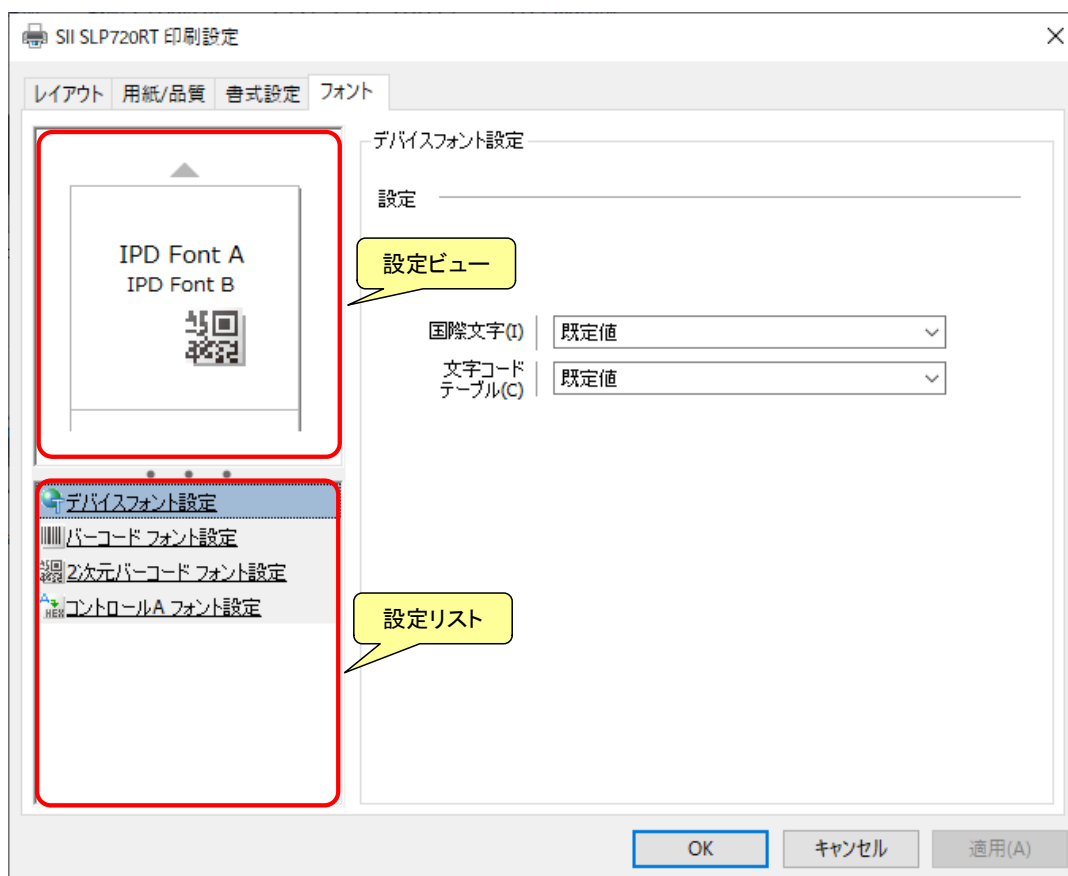 SII SLP720RT 印刷設定
レイアウト 用紙/品質 書式設定 フォント
IPD Font A
IPD Font B
設定ビュー
デバイスフォント設定
バーコード フォント設定
2次元バーコード フォント設定
コントロールA フォント設定
設定リスト
デバイスフォント設定
設定
国際文字(I) 既定値
文字コード
テーブル(C) 既定値
OK キャンセル 適用(A)